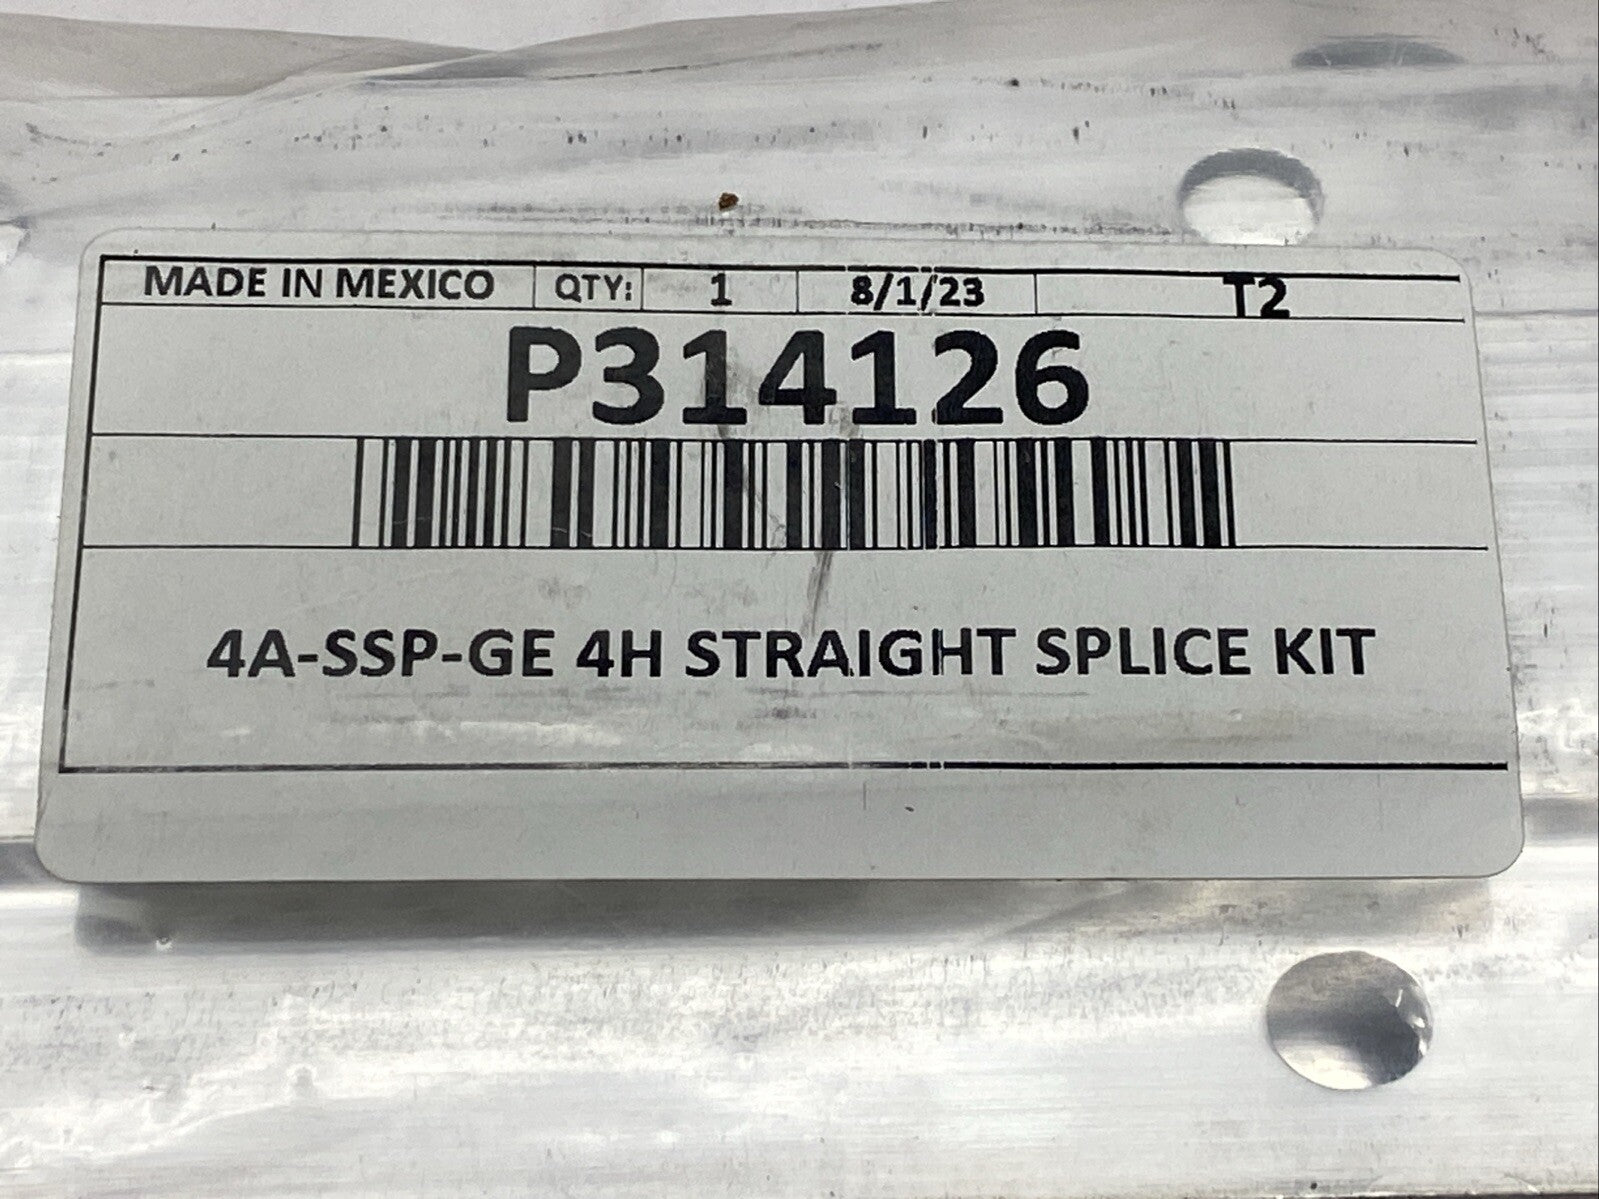 MADE IN MEXICO QTY: 1 8/1/23 T2
P314126
4A-SSP-GE 4H STRAIGHT SPLICE KIT